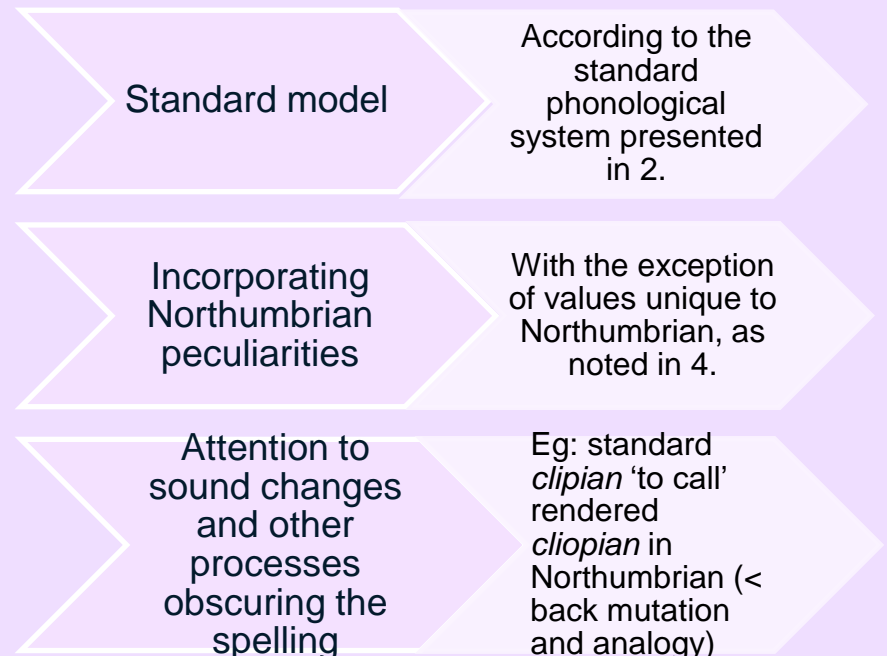 Standard model
According to the
standard
phonological
system presented
in 2.
Incorporating
Northumbrian
peculiarities
With the exception
of values unique to
Northumbrian, as
noted in 4.
Attention to
sound changes
and other
processes
obscuring the
spelling
Eg: standard
clipian ‘to call’
rendered
cliopian in
Northumbrian (<
back mutation
and analogy)